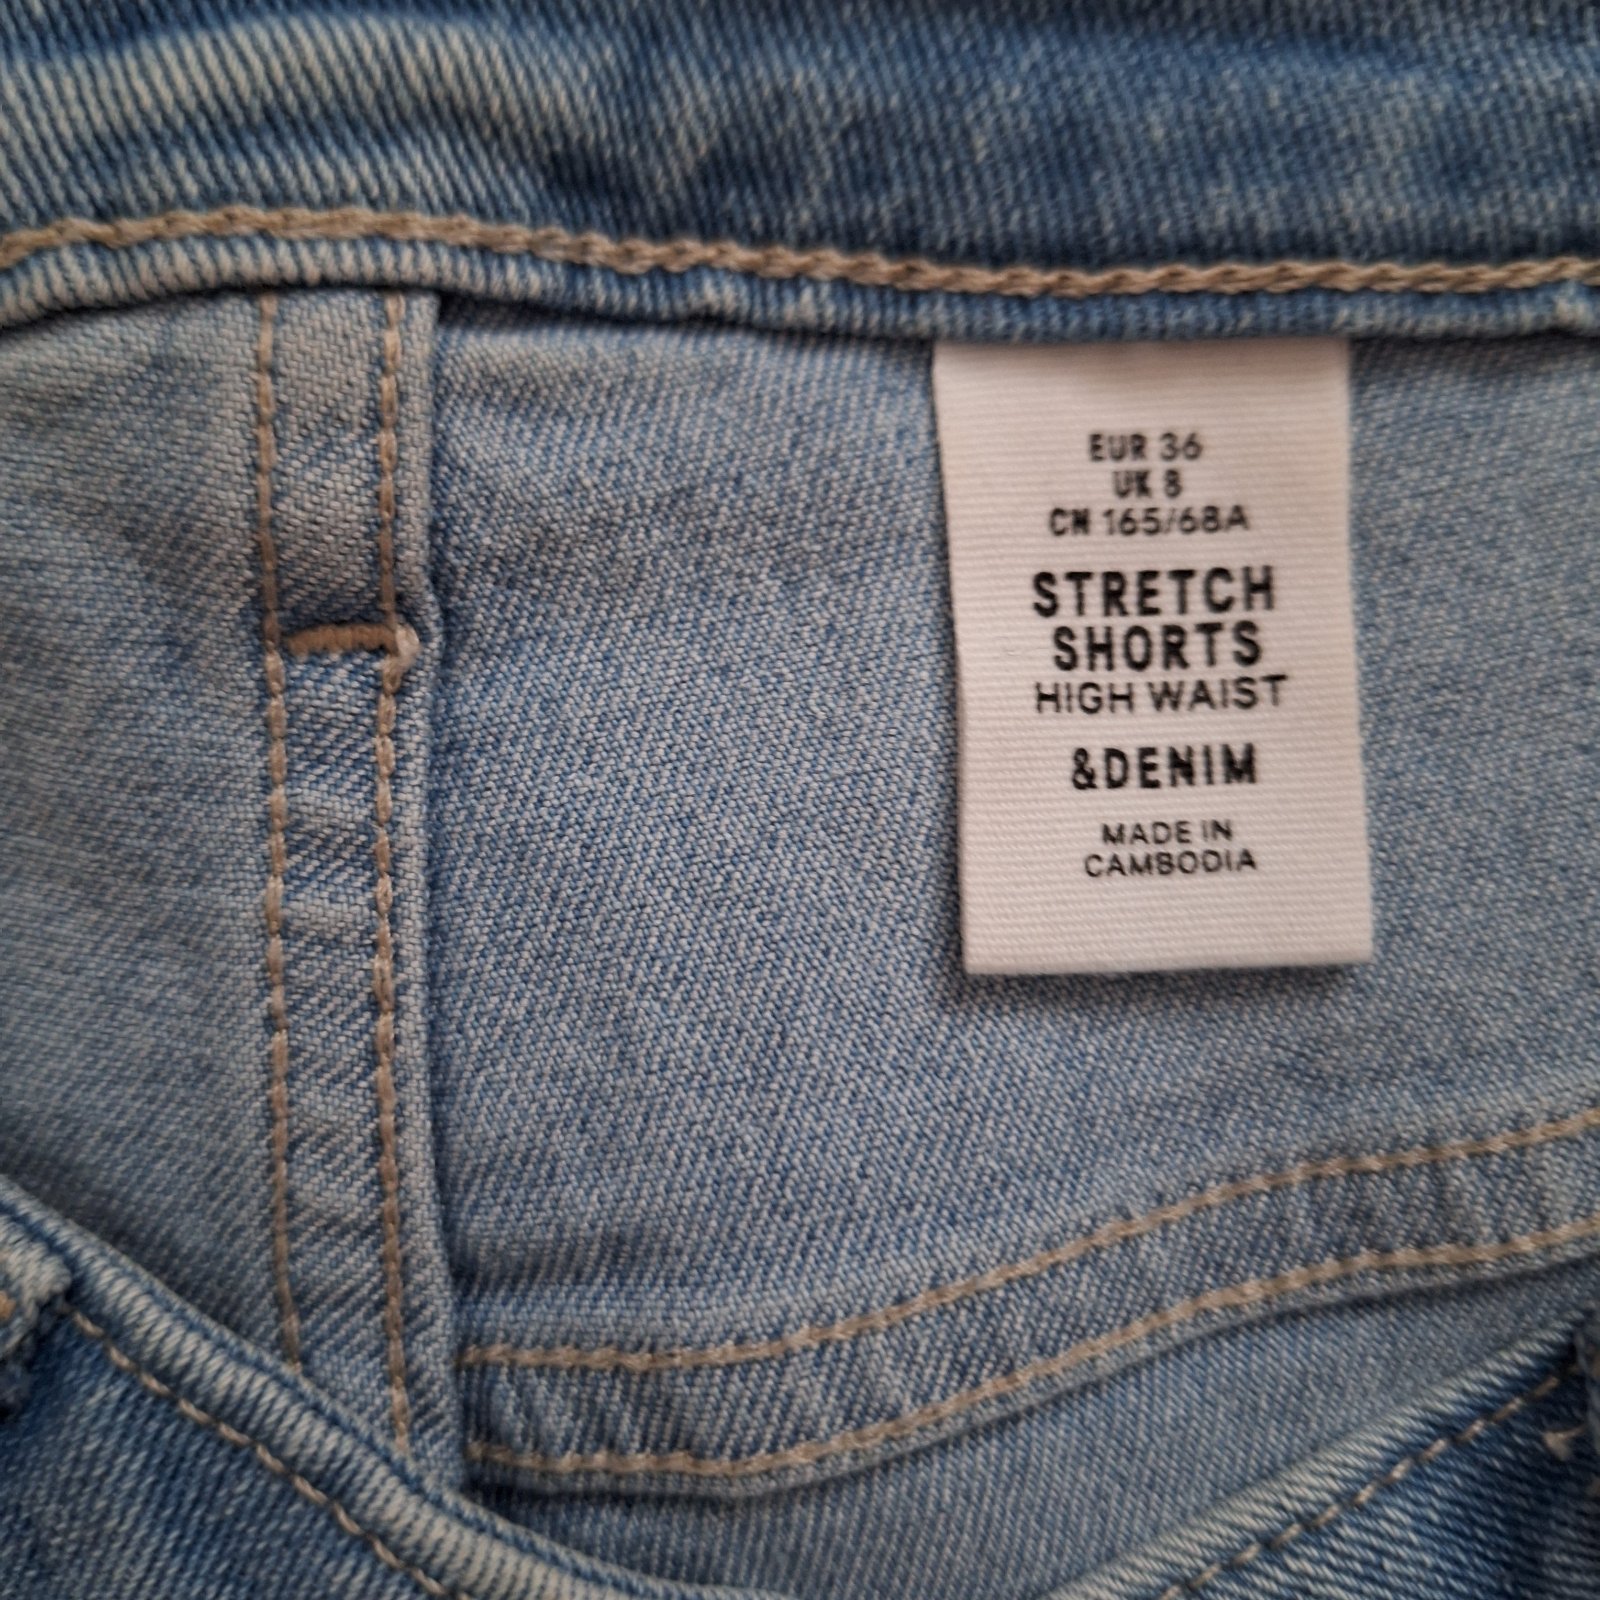 EUR 36
UK 8
CN 165/68A
STRETCH
SHORTS
HIGH WAIST
&DENIM
MADE IN
CAMBODIA